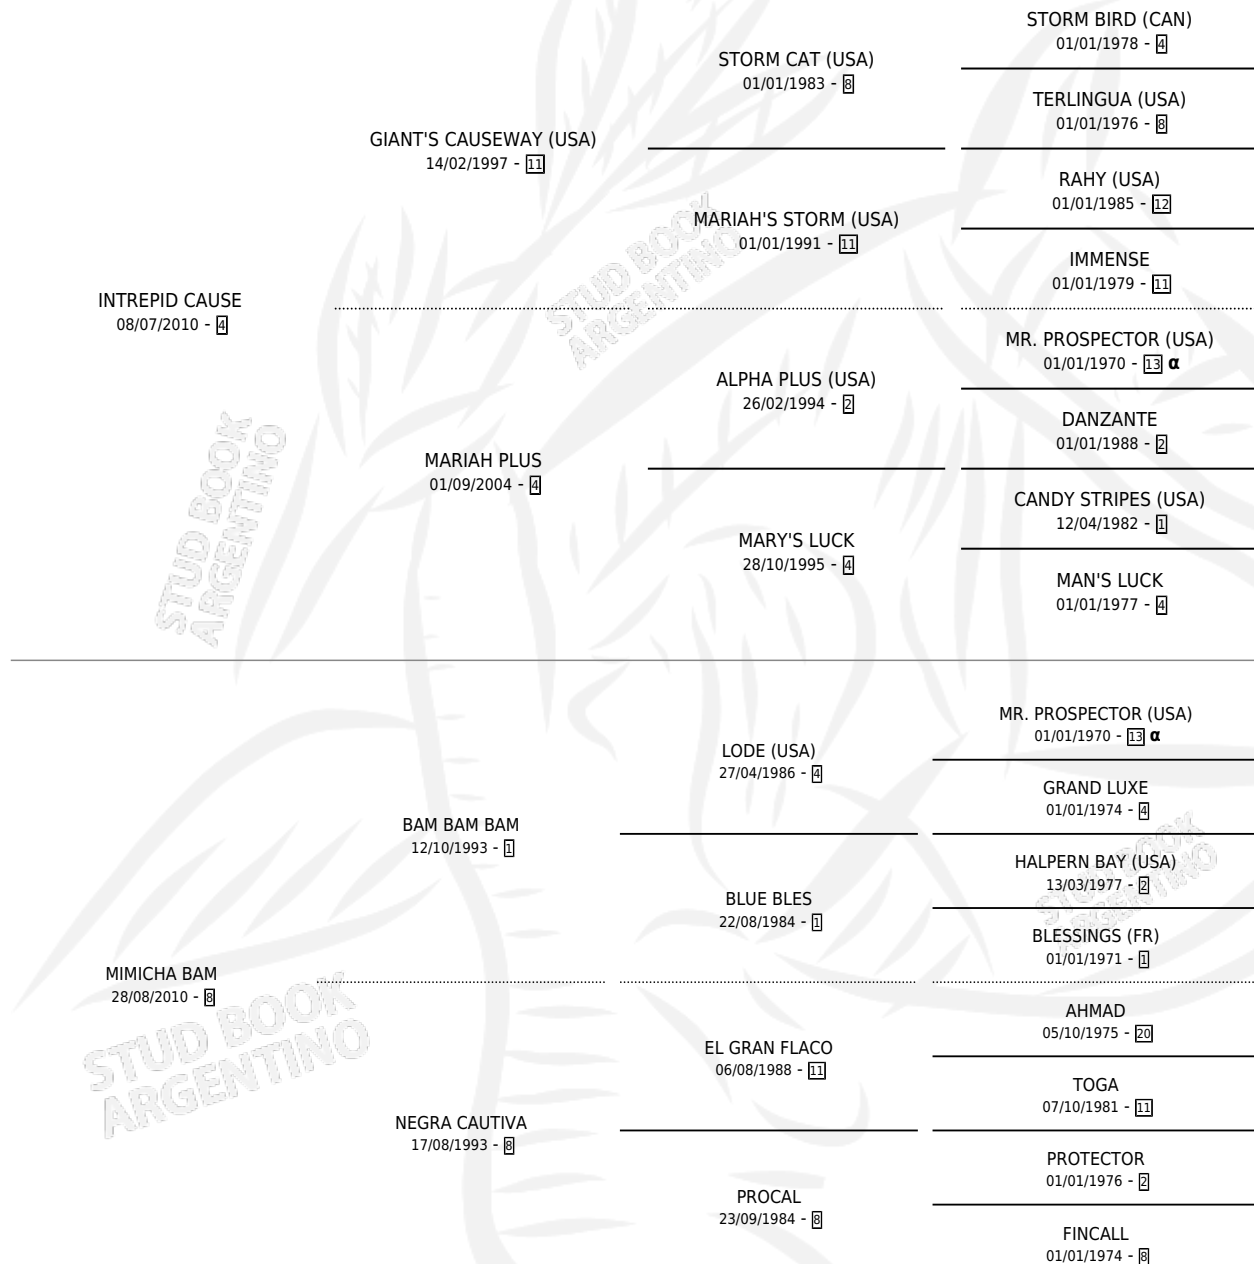 STORM BIRD (CAN)
01/01/1978 - 4
STORM CAT (USA)
01/01/1983 - 8
TERLINGUA (USA)
01/01/1976 - 8
GIANT'S CAUSEWAY (USA)
14/02/1997 - 11
RAHY (USA)
01/01/1985 - 12
MARIAH'S STORM (USA)
01/01/1991 - 11
IMMENSE
01/01/1979 - 11
INTREPID CAUSE
08/07/2010 - 4
MR. PROSPECTOR (USA)
01/01/1970 - 13 α
ALPHA PLUS (USA)
26/02/1994 - 2
DANZANTE
01/01/1988 - 2
MARIAH PLUS
01/09/2004 - 4
CANDY STRIPES (USA)
12/04/1982 - 1
MARY'S LUCK
28/10/1995 - 4
MAN'S LUCK
01/01/1977 - 4
MR. PROSPECTOR (USA)
01/01/1970 - 13 α
LODE (USA)
27/04/1986 - 4
GRAND LUXE
01/01/1974 - 4
BAM BAM BAM
12/10/1993 - 1
HALPERN BAY (USA)
13/03/1977 - 2
BLUE BLES
22/08/1984 - 1
BLESSINGS (FR)
01/01/1971 - 1
MIMICHA BAM
28/08/2010 - 8
AHMAD
05/10/1975 - 20
EL GRAN FLACO
06/08/1988 - 11
TOGA
07/10/1981 - 11
NEGRA CAUTIVA
17/08/1993 - 8
PROTECTOR
01/01/1976 - 2
PROCAL
23/09/1984 - 8
FINCALL
01/01/1974 - 8
STUD BOOK
ARGENTINO
STUD BOOK
ARGENTINO
STUD BOOK
ARGENTINO
STUD BOOK
ARGENTINO